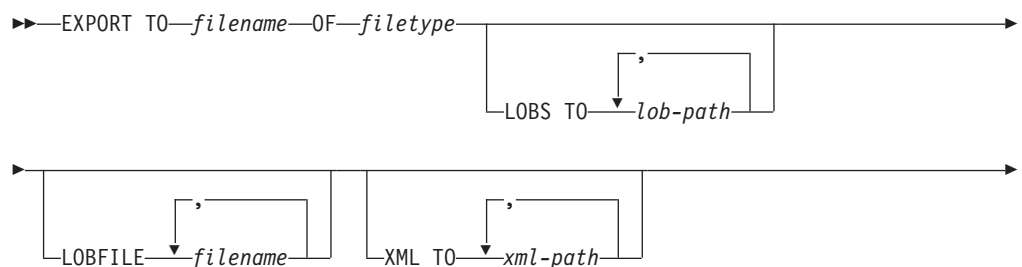 EXPORT TO filename OF filetype
,
LOBS TO lob-path
, ,
LOBFILE filename XML TO xml-path